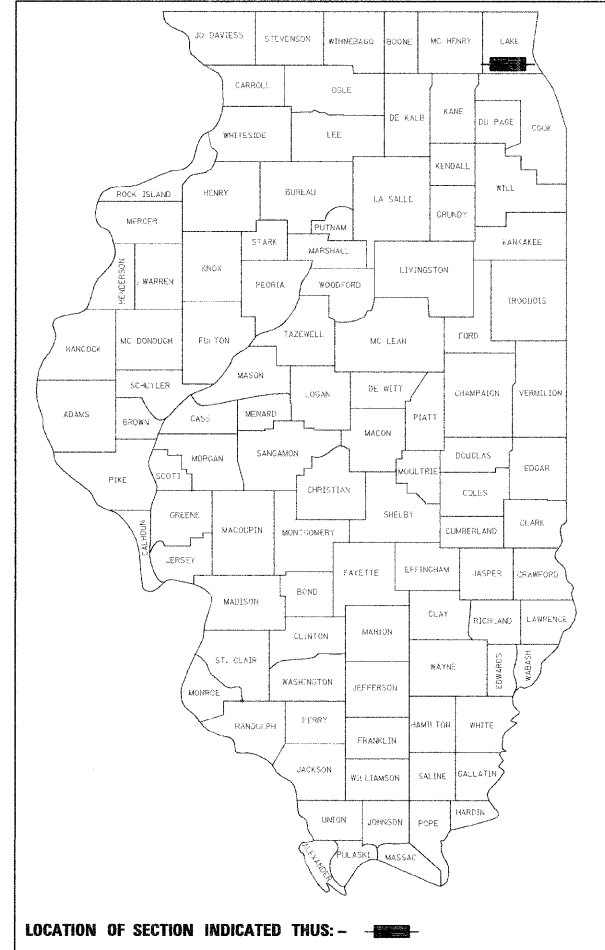 JO DAVIESS STEVENSON WINNEBAGO BOONE MC HENRY LAKE
CARROLL OGLE DE KALB KANE DU PAGE COOK
WHITESIDE LEE KENDALL WILL
ROCK ISLAND HENRY BUREAU LA SALLE GRUNDY
MERCER PUTNAM KANKAKEE
STARK MARSHALL LIVINGSTON
HENDERSON WARREN KNOX PEORIA WOODFORD IROQUOIS
HANCOCK MC DONOUGH FULTON TAZEWELL MC LEAN FORD
SCHUYLER MASON LOGAN DE WITT CHAMPAIGN VERMILION
ADAMS BROWN CASS MENARD MACON PIATT
PIKE SCOTT MORGAN SANGAMON MOULTRIE DOUGLAS EDGAR
CHRISTIAN COLES
CALHOUN GREENE MACOUPIN MONTGOMERY SHELBY CUMBERLAND CLARK
JERSEY FAYETTE EFFINGHAM JASPER CRAWFORD
MADISON BOND CLAY RICHLAND LAWRENCE
CLINTON MARION
ST. CLAIR WAYNE EDWARDS WABASH
MONROE WASHINGTON JEFFERSON
RANDOLPH PERRY HAMILTON WHITE
FRANKLIN
JACKSON WILLIAMSON SALINE GALLATIN
UNION JOHNSON POPE HARDIN
ALEXANDER PULASKI MASSAC
LOCATION OF SECTION INDICATED THUS: -